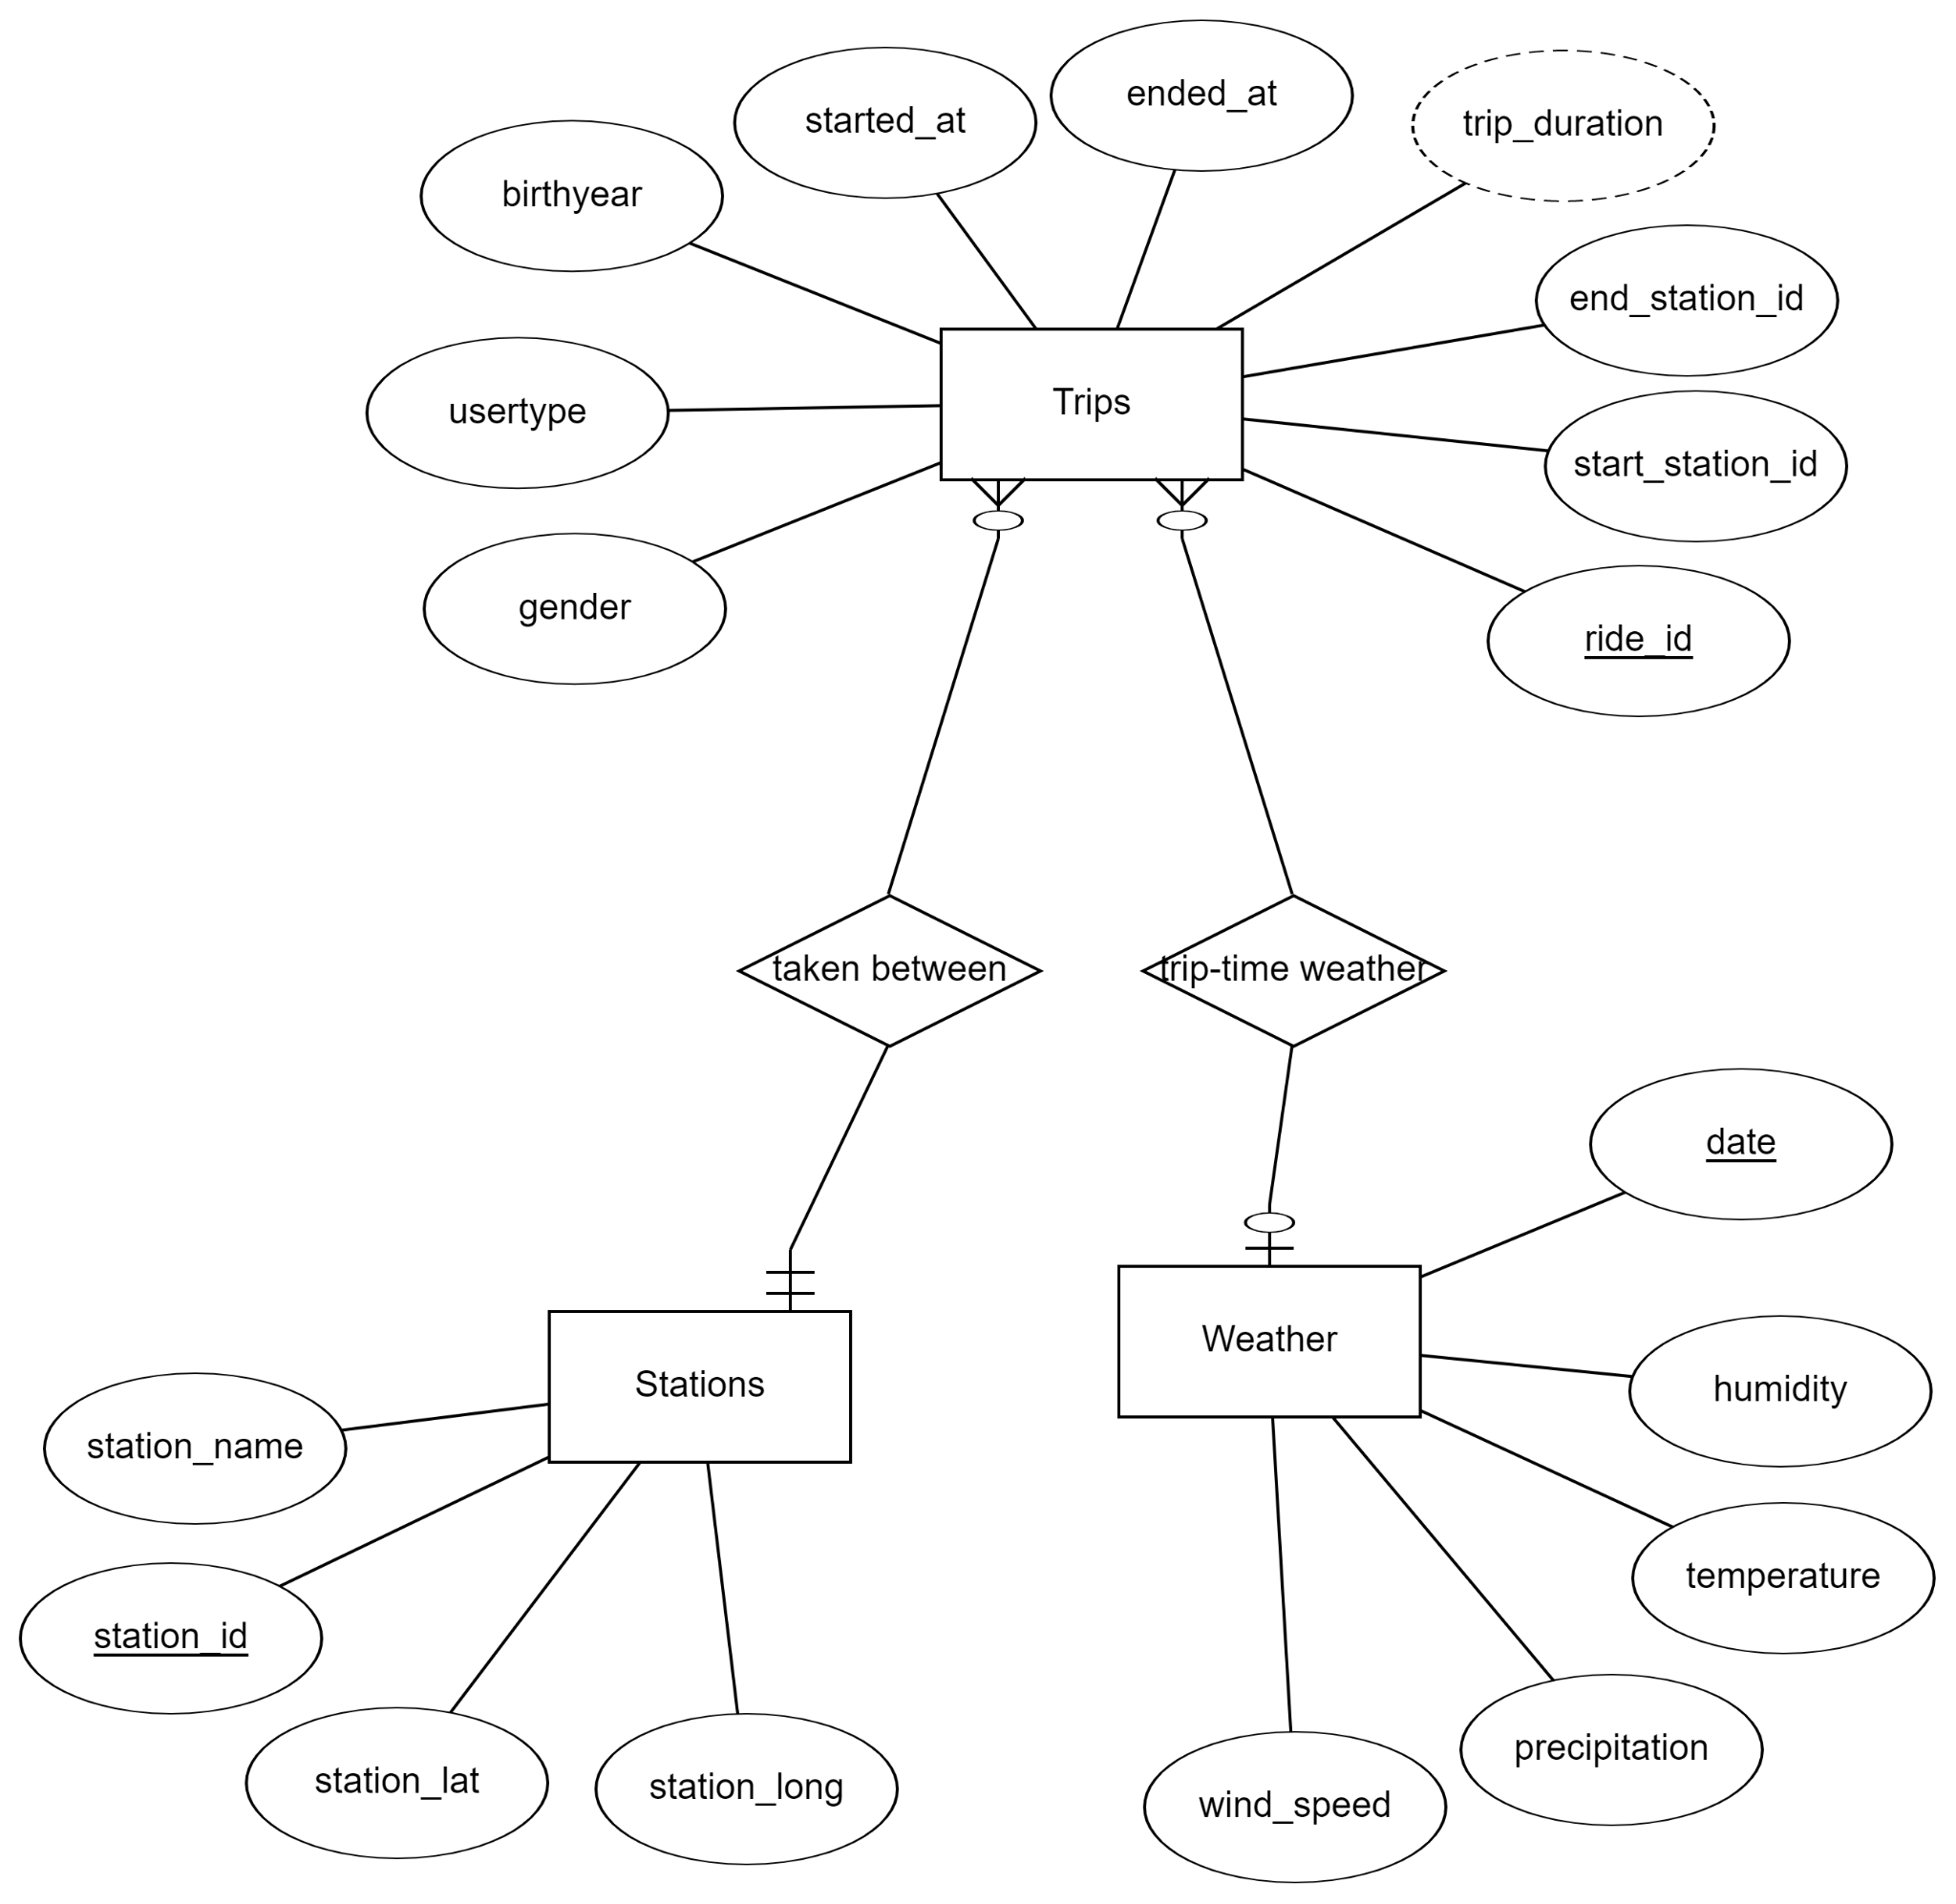 ended_at
started_at
trip_duration
birthyear
end_station_id
Trips
usertype
start_station_id
gender
ride_id
taken between
trip-time weather
date
Weather
Stations
humidity
station_name
temperature
station_id
precipitation
station_lat
station_long
wind_speed